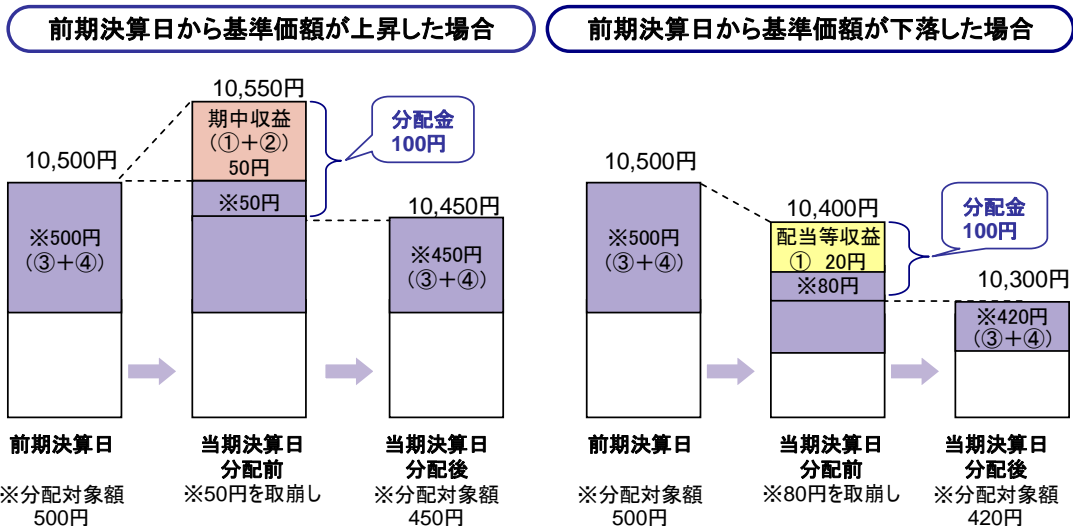 前期決算日から基準価額が上昇した場合
10,550円
期中収益
(①+②)
50円
分配金
100円
10,500円
※50円
10,450円
※500円
(③+④)
※450円
(③+④)
前期決算日
当期決算日
分配前
当期決算日
分配後
※分配対象額
500円
※50円を取崩し
※分配対象額
450円
前期決算日から基準価額が下落した場合
10,500円
10,400円
分配金
100円
※500円
(③+④)
配当等収益
① 20円
※80円
10,300円
※420円
(③+④)
前期決算日
当期決算日
分配前
当期決算日
分配後
※分配対象額
500円
※80円を取崩し
※分配対象額
420円